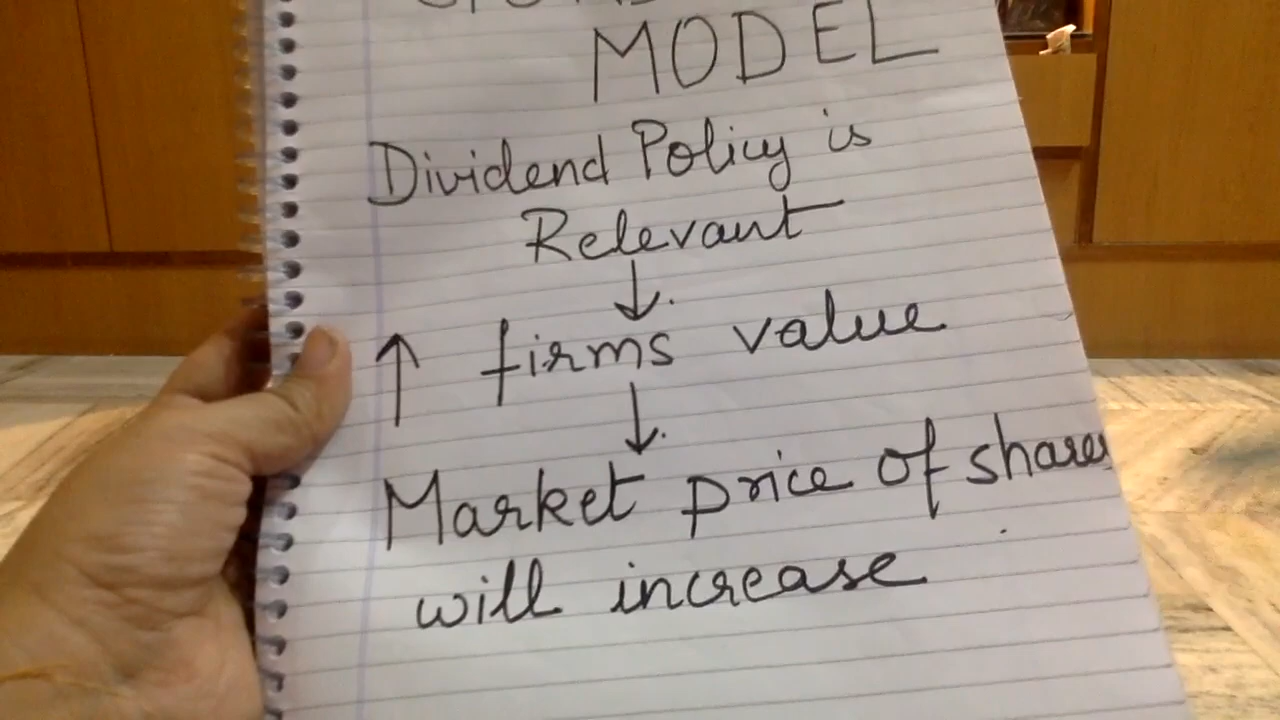 MODEL
Dividend Policy is
Relevant
↓
↑ firms value
↓
Market price of shares
will increase